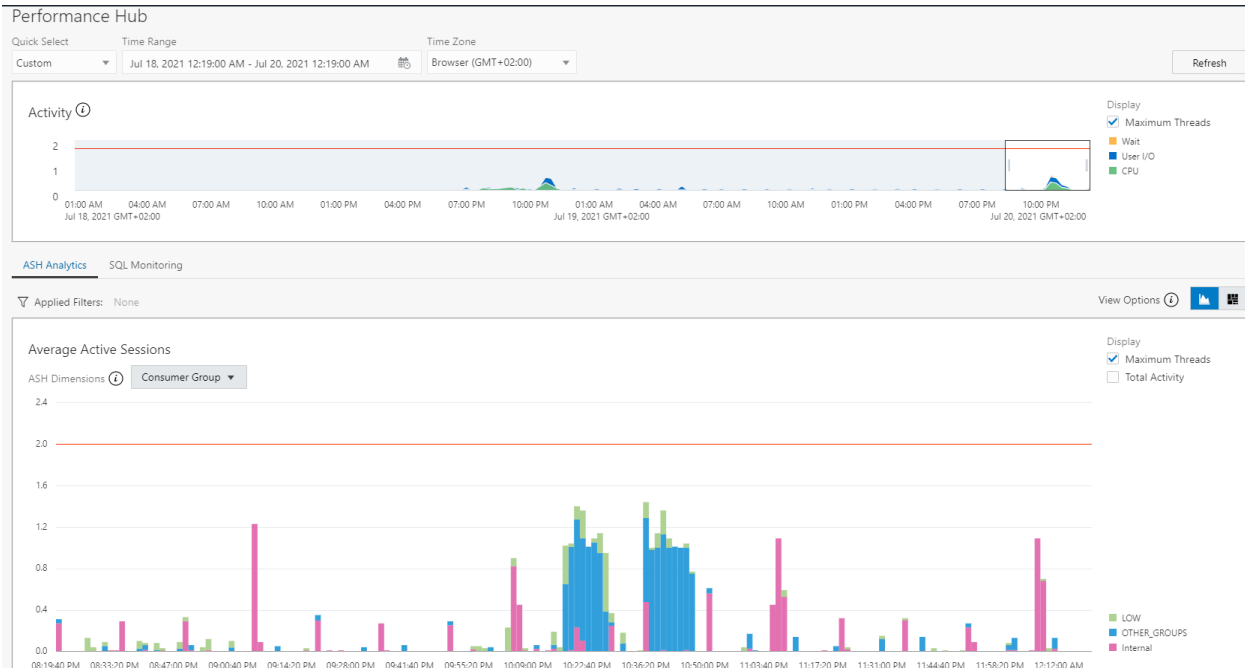 Performance Hub
Quick Select Time Range Time Zone
Custom Jul 18, 2021 12:19:00 AM - Jul 20, 2021 12:19:00 AM Browser (GMT+02:00) Refresh
Activity
Display
Maximum Threads
Wait
User I/O
CPU
2
1
0
01:00 AM 04:00 AM 07:00 AM 10:00 AM 01:00 PM 04:00 PM 07:00 PM 10:00 PM 01:00 AM 04:00 AM 07:00 AM 10:00 AM 01:00 PM 04:00 PM 07:00 PM 10:00 PM
Jul 18, 2021 GMT+02:00 Jul 19, 2021 GMT+02:00 Jul 20, 2021 GMT+02:00
ASH Analytics SQL Monitoring
Applied Filters: None View Options
Average Active Sessions
ASH Dimensions Consumer Group
Display
Maximum Threads
Total Activity
2.4
2.0
1.6
1.2
0.8
0.4
0.0
LOW
OTHER_GROUPS
Internal
08:19:40 PM 08:33:20 PM 08:47:00 PM 09:00:40 PM 09:14:20 PM 09:28:00 PM 09:41:40 PM 09:55:20 PM 10:09:00 PM 10:22:40 PM 10:36:20 PM 10:50:00 PM 11:03:40 PM 11:17:20 PM 11:31:00 PM 11:44:40 PM 11:58:20 PM 12:12:00 AM